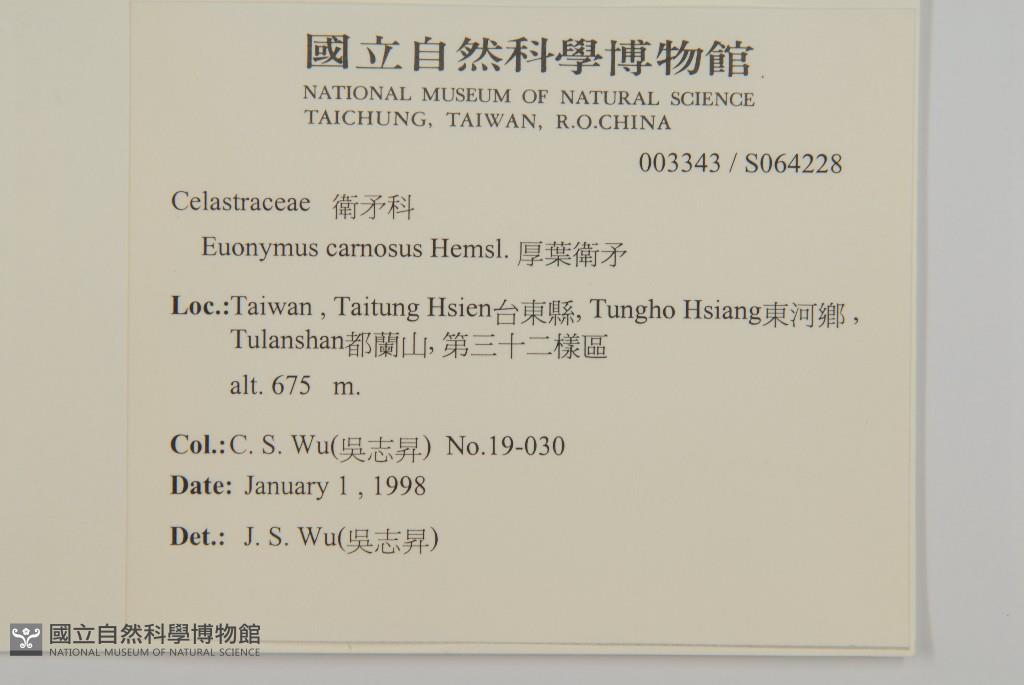 國立自然科學博物館
NATIONAL MUSEUM OF NATURAL SCIENCE
TAICHUNG, TAIWAN, R.O.CHINA
003343 / S064228
Celastraceae 衛矛科
Euonymus carnosus Hemsl. 厚葉衛矛
Loc.:Taiwan , Taitung Hsien台東縣, Tungho Hsiang東河鄉 ,
Tulanshan都蘭山, 第三十二樣區
alt. 675 m.
Col.:C. S. Wu(吳志昇) No.19-030
Date: January 1 , 1998
Det.: J. S. Wu(吳志昇)
國立自然科學博物館
NATIONAL MUSEUM OF NATURAL SCIENCE